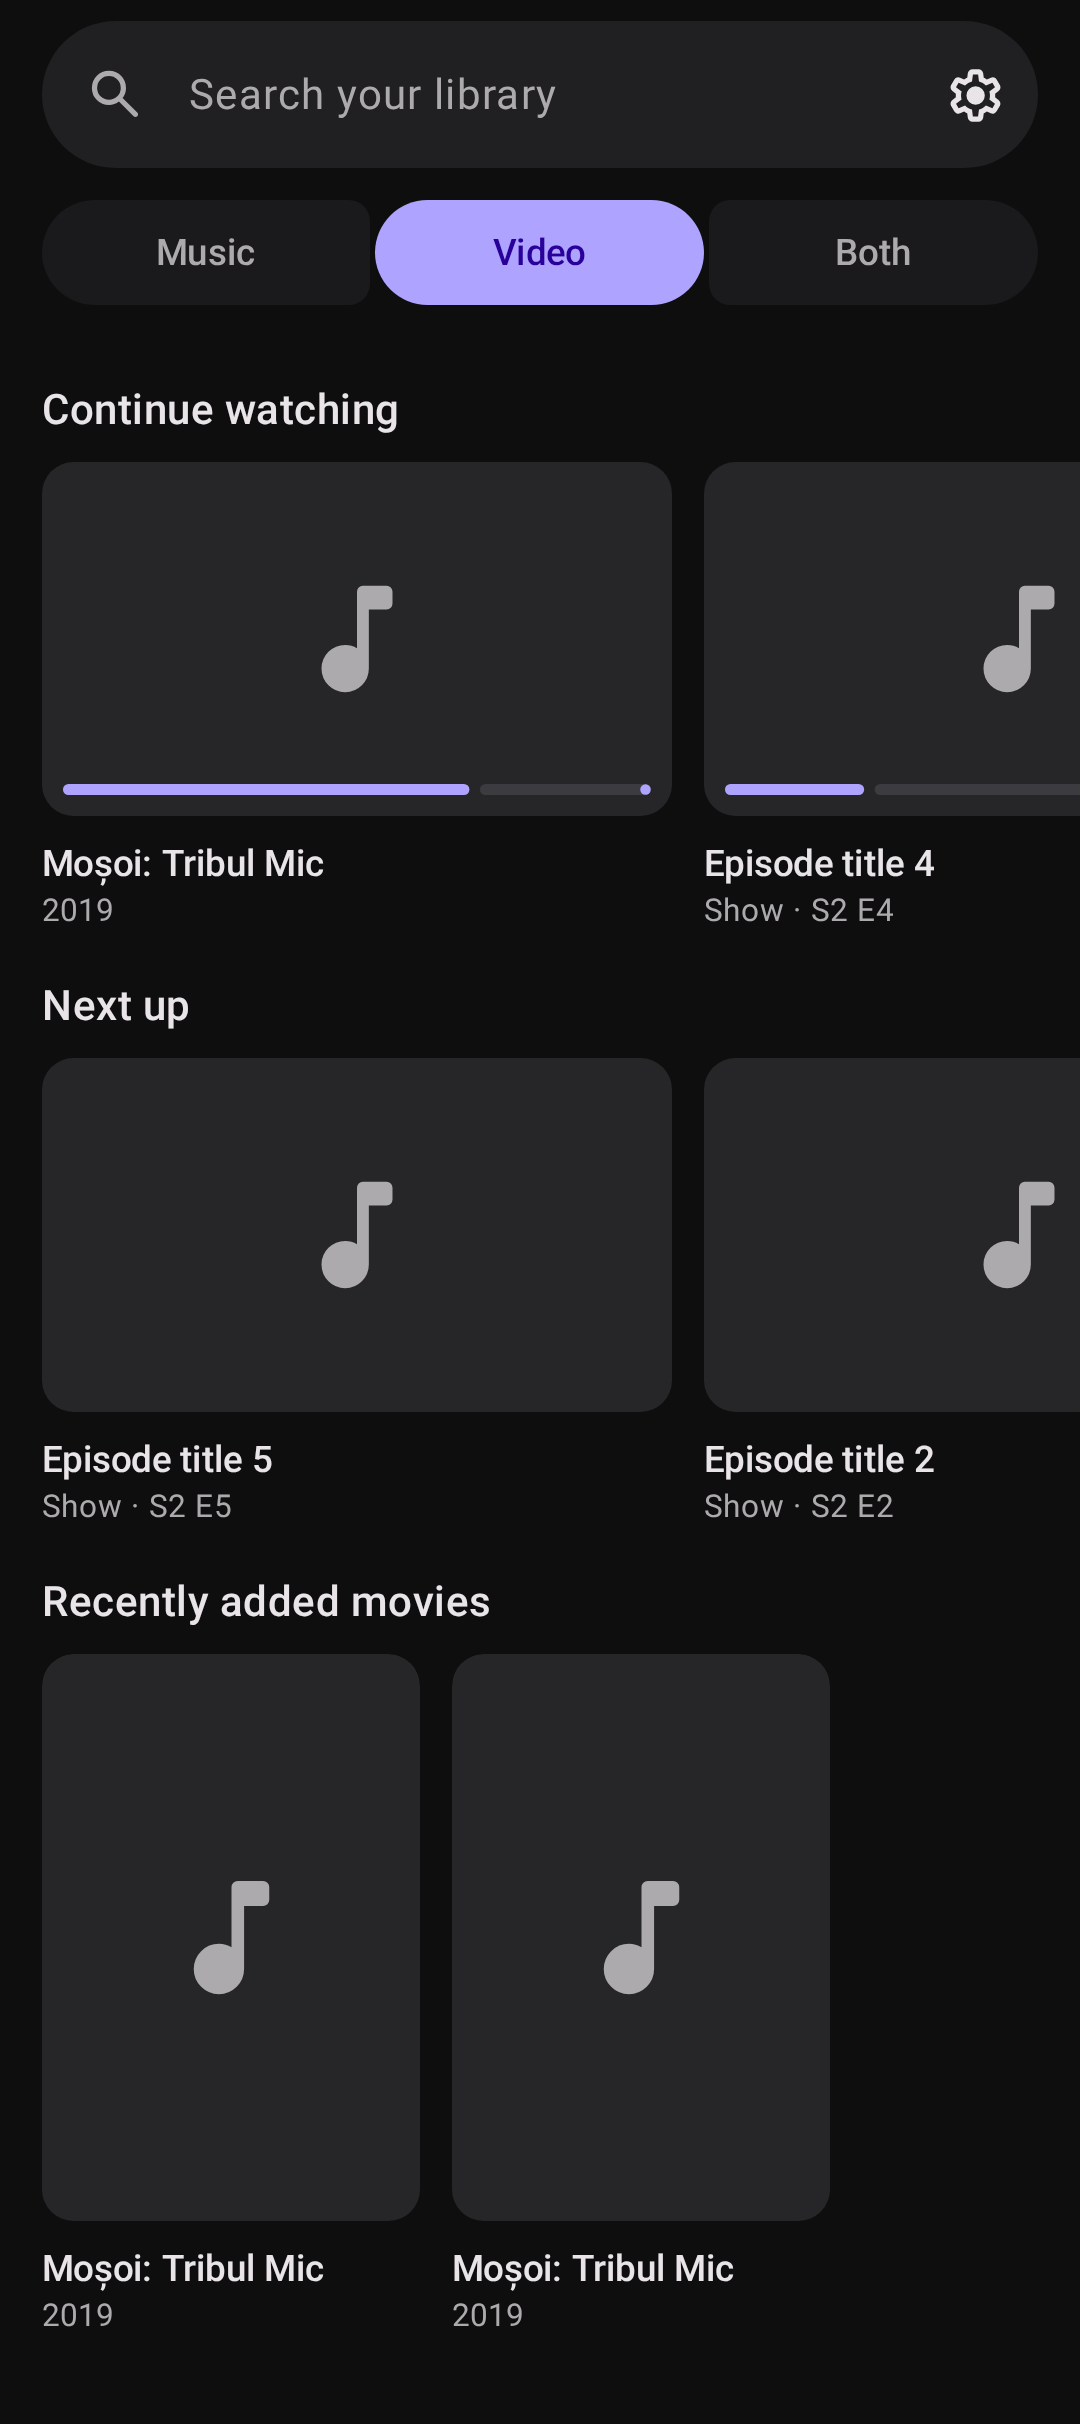 Search your library
Music
Video
Both
Continue watching
Moșoi: Tribul Mic
2019
Episode title 4
Show · S2 E4
Next up
Episode title 5
Show · S2 E5
Episode title 2
Show · S2 E2
Recently added movies
Moșoi: Tribul Mic
2019
Moșoi: Tribul Mic
2019